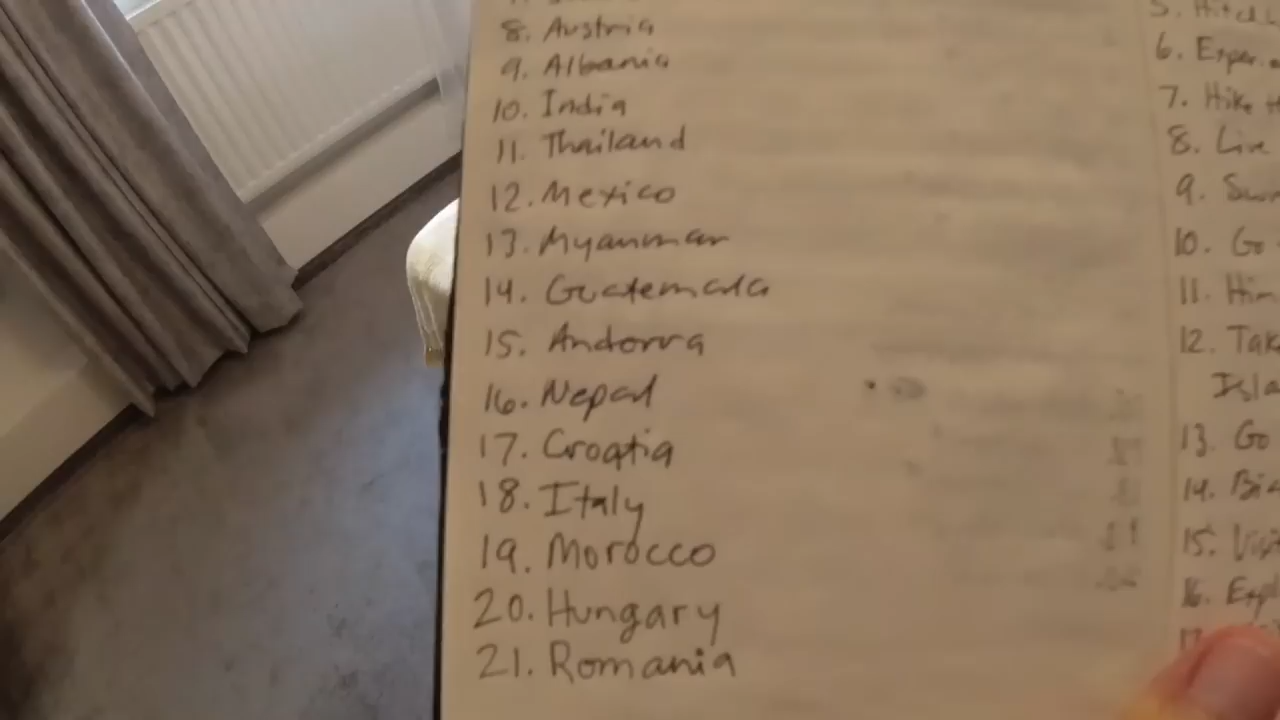 8. Austria
9. Albania
10. India
11. Thailand
12. Mexico
13. Myanmar
14. Guatemala
15. Andorra
16. Nepal
17. Croatia
18. Italy
19. Morocco
20. Hungary
21. Romania
5.
6.
7. Hike
8. Live
9.
10. Go
11.
12.
13. Go
14.
15.
16.